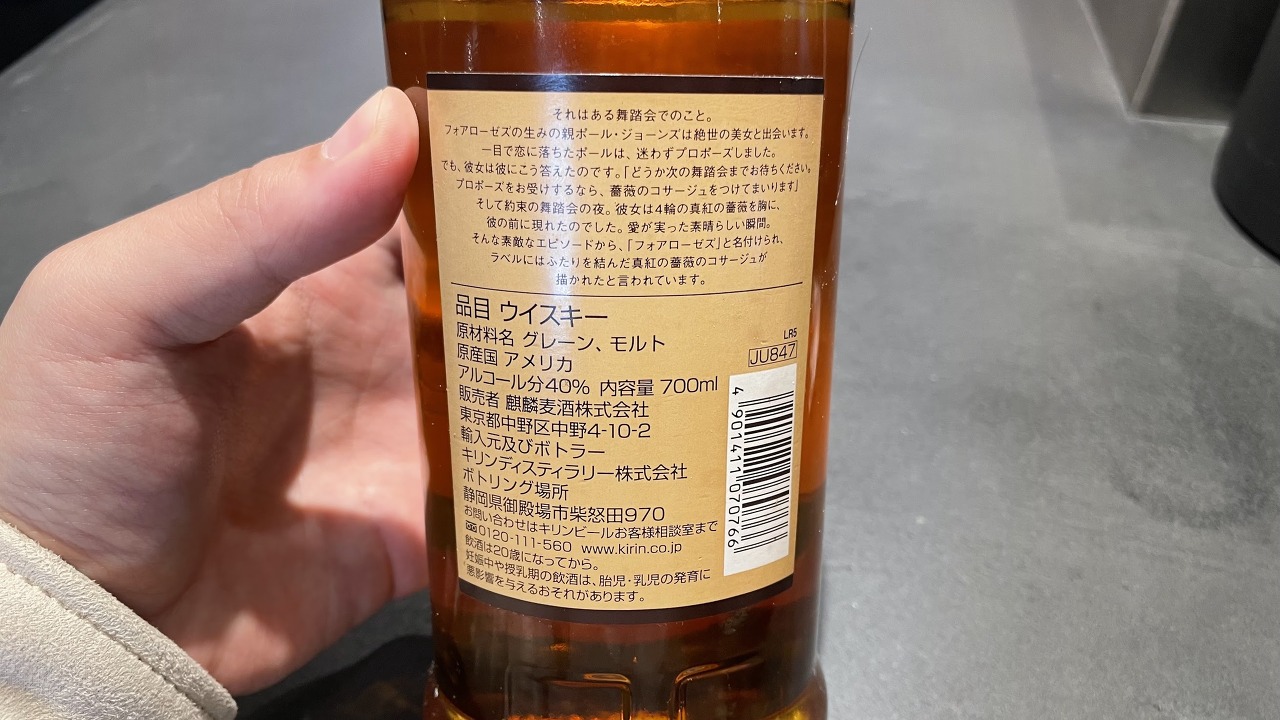 それはある舞踏会でのこと。
フォアローゼズの生みの親ポール・ジョーンズは絶世の美女と出会います。
一目で恋に落ちたポールは、迷わずプロポーズしました。
でも、彼女は彼にこう答えたのです。「どうか次の舞踏会までお待ちください。
プロポーズをお受けするなら、薔薇のコサージュをつけてまいります」
そして約束の舞踏会の夜。彼女は4輪の真紅の薔薇を胸に、
彼の前に現れたのでした。愛が実った素晴らしい瞬間。
そんな素敵なエピソードから、「フォアローゼズ」と名付けられ、
ラベルにはふたりを結んだ真紅の薔薇のコサージュが
描かれたと言われています。
品目 ウイスキー
原材料名 グレーン、モルト
原産国 アメリカ
アルコール分40% 内容量 700ml
販売者 麒麟麦酒株式会社
東京都中野区中野4-10-2
輸入元及びボトラー
キリンディスティラリー株式会社
ボトリング場所
静岡県御殿場市柴怒田970
お問い合わせはキリンビールお客様相談室まで
0120-111-560 www.kirin.co.jp
飲酒は20歳になってから。
妊娠中や授乳期の飲酒は、胎児・乳児の発育に
悪影響を与えるおそれがあります。
LR5
JU847
4 901411 070766